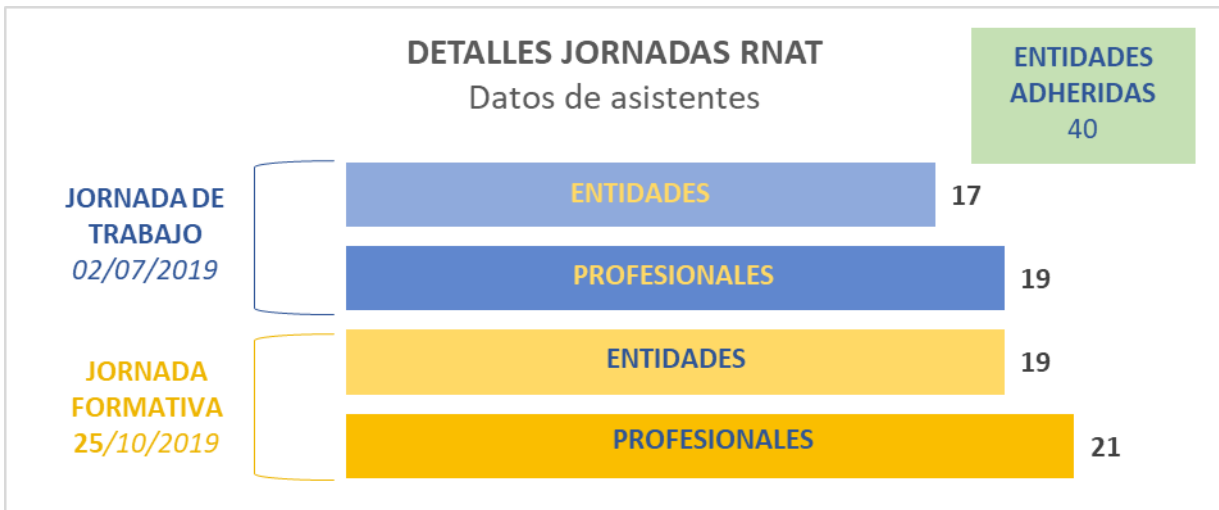 DETALLES JORNADAS RNAT
Datos de asistentes
ENTIDADES
ADHERIDAS
40
JORNADA DE
TRABAJO
02/07/2019
ENTIDADES
17
PROFESIONALES
19
JORNADA
FORMATIVA
25/10/2019
ENTIDADES
19
PROFESIONALES
21